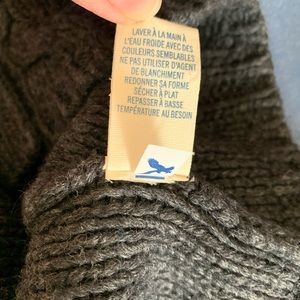 LAVER À LA MAIN À
L'EAU FROIDE AVEC DES
COULEURS SEMBLABLES
NE PAS UTILISER D'AGENT
DE BLANCHIMENT
REDONNER SA FORME
SÉCHER À PLAT
REPASSER À BASSE
TEMPÉRATURE AU BESOIN